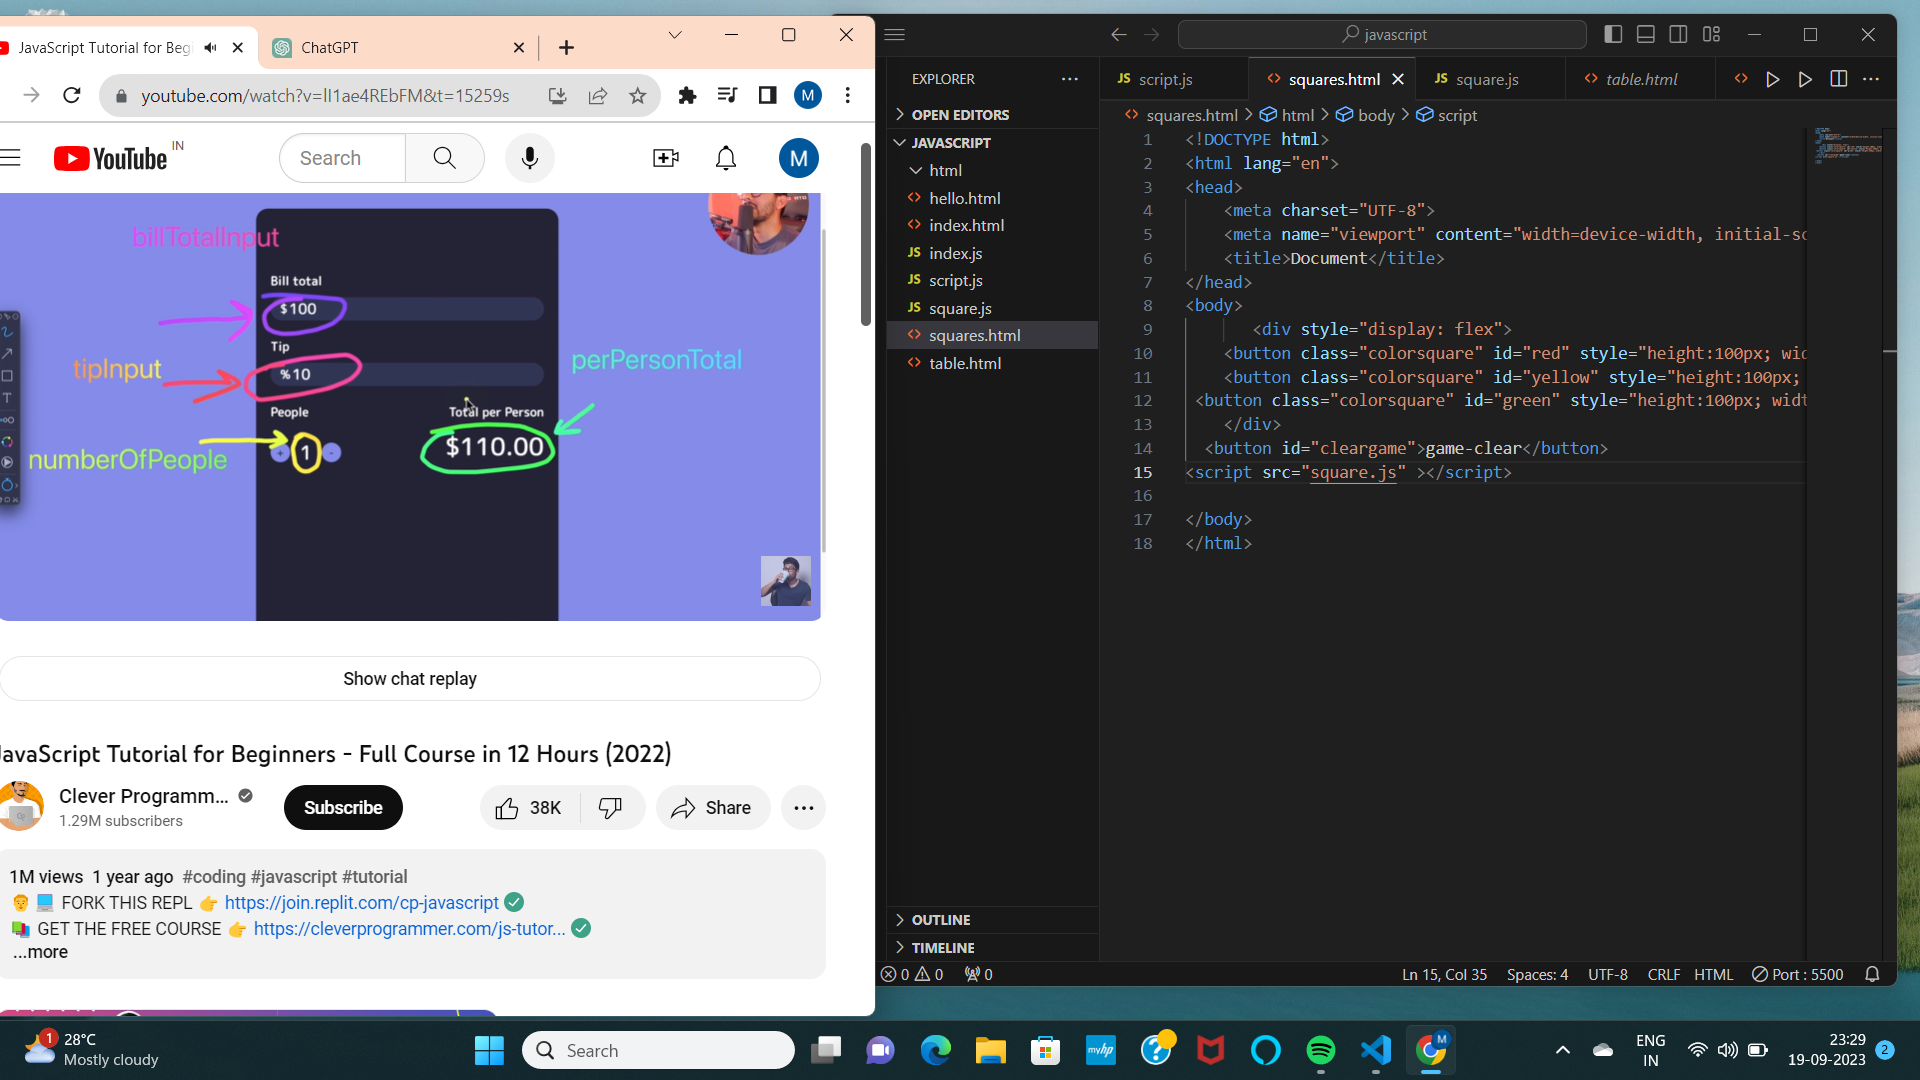 JavaScript Tutorial for Beg
ChatGPT
youtube.com/watch?v=lI1ae4REbFM&t=15259s
M
YouTube IN
Search
M
billTotalInput
Bill total
$100
Tip
%10
tipInput
perPersonTotal
People
Total per Person
1
$110.00
numberOfPeople
Show chat replay
JavaScript Tutorial for Beginners - Full Course in 12 Hours (2022)
Clever Programm...
1.29M subscribers
Subscribe
38K
Share
1M views 1 year ago #coding #javascript #tutorial
FORK THIS REPL 👉 https://join.replit.com/cp-javascript
GET THE FREE COURSE 👉 https://cleverprogrammer.com/js-tutor...
...more
javascript
EXPLORER
OPEN EDITORS
JAVASCRIPT
html
hello.html
index.html
JS index.js
JS script.js
JS square.js
squares.html
table.html
OUTLINE
TIMELINE
JS script.js
squares.html
JS square.js
table.html
squares.html > html > body > script
1 <!DOCTYPE html>
2 <html lang="en">
3 <head>
4 <meta charset="UTF-8">
5 <meta name="viewport" content="width=device-width, initial-sc
6 <title>Document</title>
7 </head>
8 <body>
9 <div style="display: flex">
10 <button class="colorsquare" id="red" style="height:100px; wid
11 <button class="colorsquare" id="yellow" style="height:100px;
12 <button class="colorsquare" id="green" style="height:100px; widt
13 </div>
14 <button id="cleargame">game-clear</button>
15 <script src="square.js" ></script>
16
17 </body>
18 </html>
0 0 0
Ln 15, Col 35 Spaces: 4 UTF-8 CRLF HTML Port : 5500
1
28°C
Mostly cloudy
Search
myhp
M
ENG
IN
23:29
19-09-2023
2